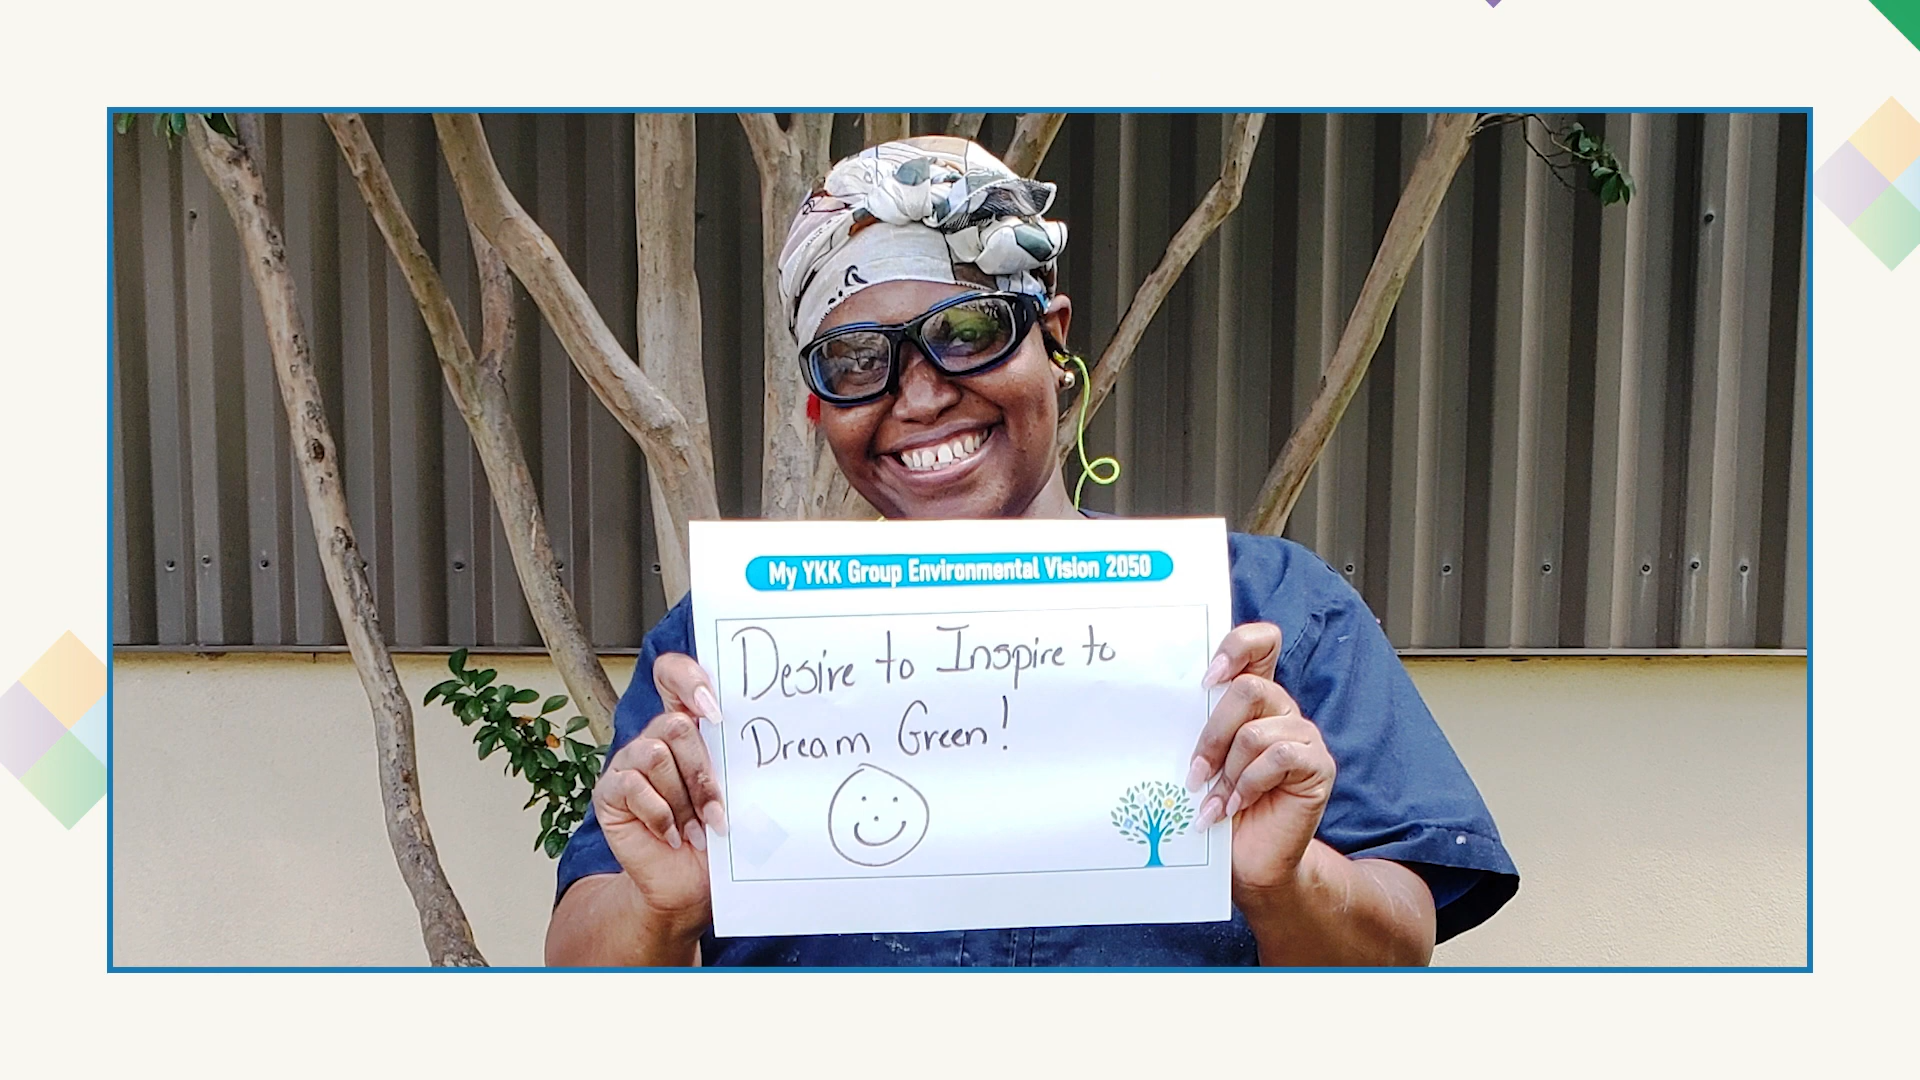 My YKK Group Environmental Vision 2050
Desire to Inspire to
Dream Green!